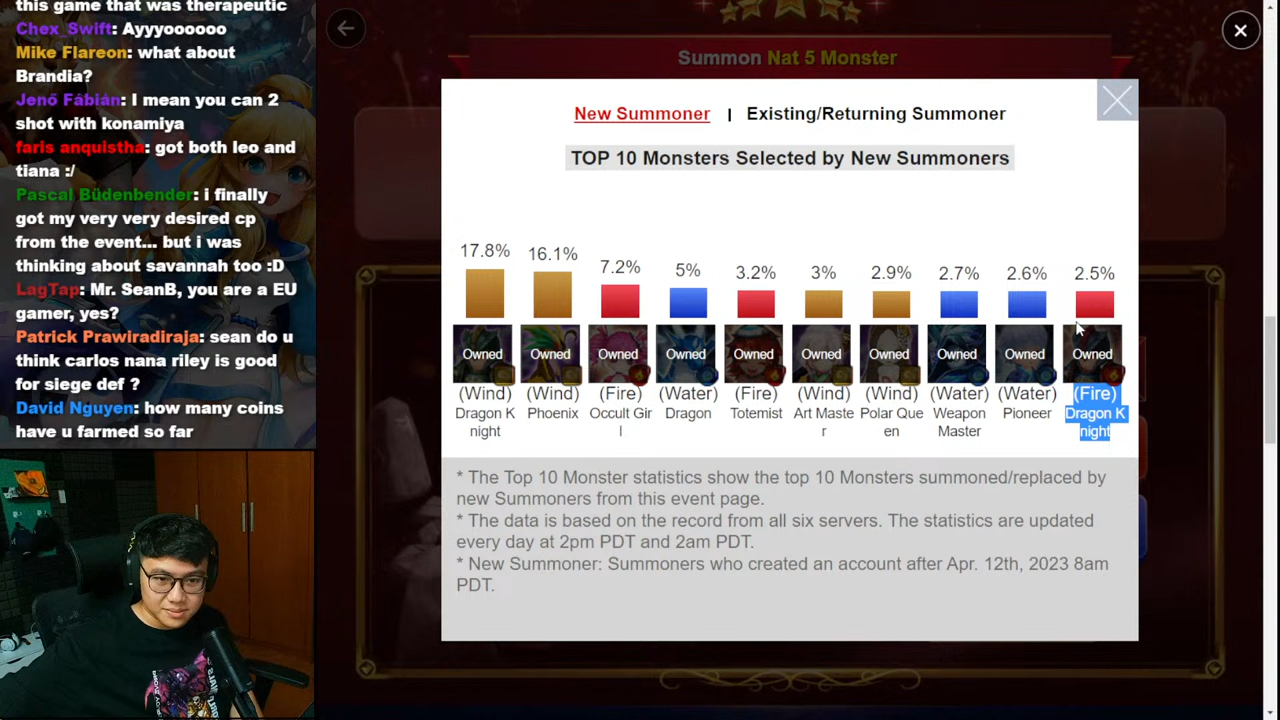 this game that was therapeutic
Chex_Swift: Ayyyoooooo
Mike Flareon: what about
Brandia?
Jenő Fábián: I mean you can 2
shot with konamiya
faris anquistha: got both leo and
tiana :/
Pascal Büdenbender: i finally
got my very very desired cp
from the event... but i was
thinking about savannah too :D
LagTap: Mr. SeanB, you are a EU
gamer, yes?
Patrick Prawiradiraja: sean do u
think carlos nana riley is good
for siege def ?
David Nguyen: how many coins
have u farmed so far
Summon Nat 5 Monster
New Summoner | Existing/Returning Summoner
TOP 10 Monsters Selected by New Summoners
17.8% 16.1% 7.2% 5% 3.2% 3% 2.9% 2.7% 2.6% 2.5%
Owned Owned Owned Owned Owned Owned Owned Owned Owned Owned
(Wind) (Wind) (Fire) (Water) (Fire) (Wind) (Wind) (Water) (Water) (Fire)
Dragon K Phoenix Occult Gir Dragon Totemist Art Maste Polar Que Weapon Pioneer Dragon K
night l r en Master night
* The Top 10 Monster statistics show the top 10 Monsters summoned/replaced by
new Summoners from this event page.
* The data is based on the record from all six servers. The statistics are updated
every day at 2pm PDT and 2am PDT.
* New Summoner: Summoners who created an account after Apr. 12th, 2023 8am
PDT.